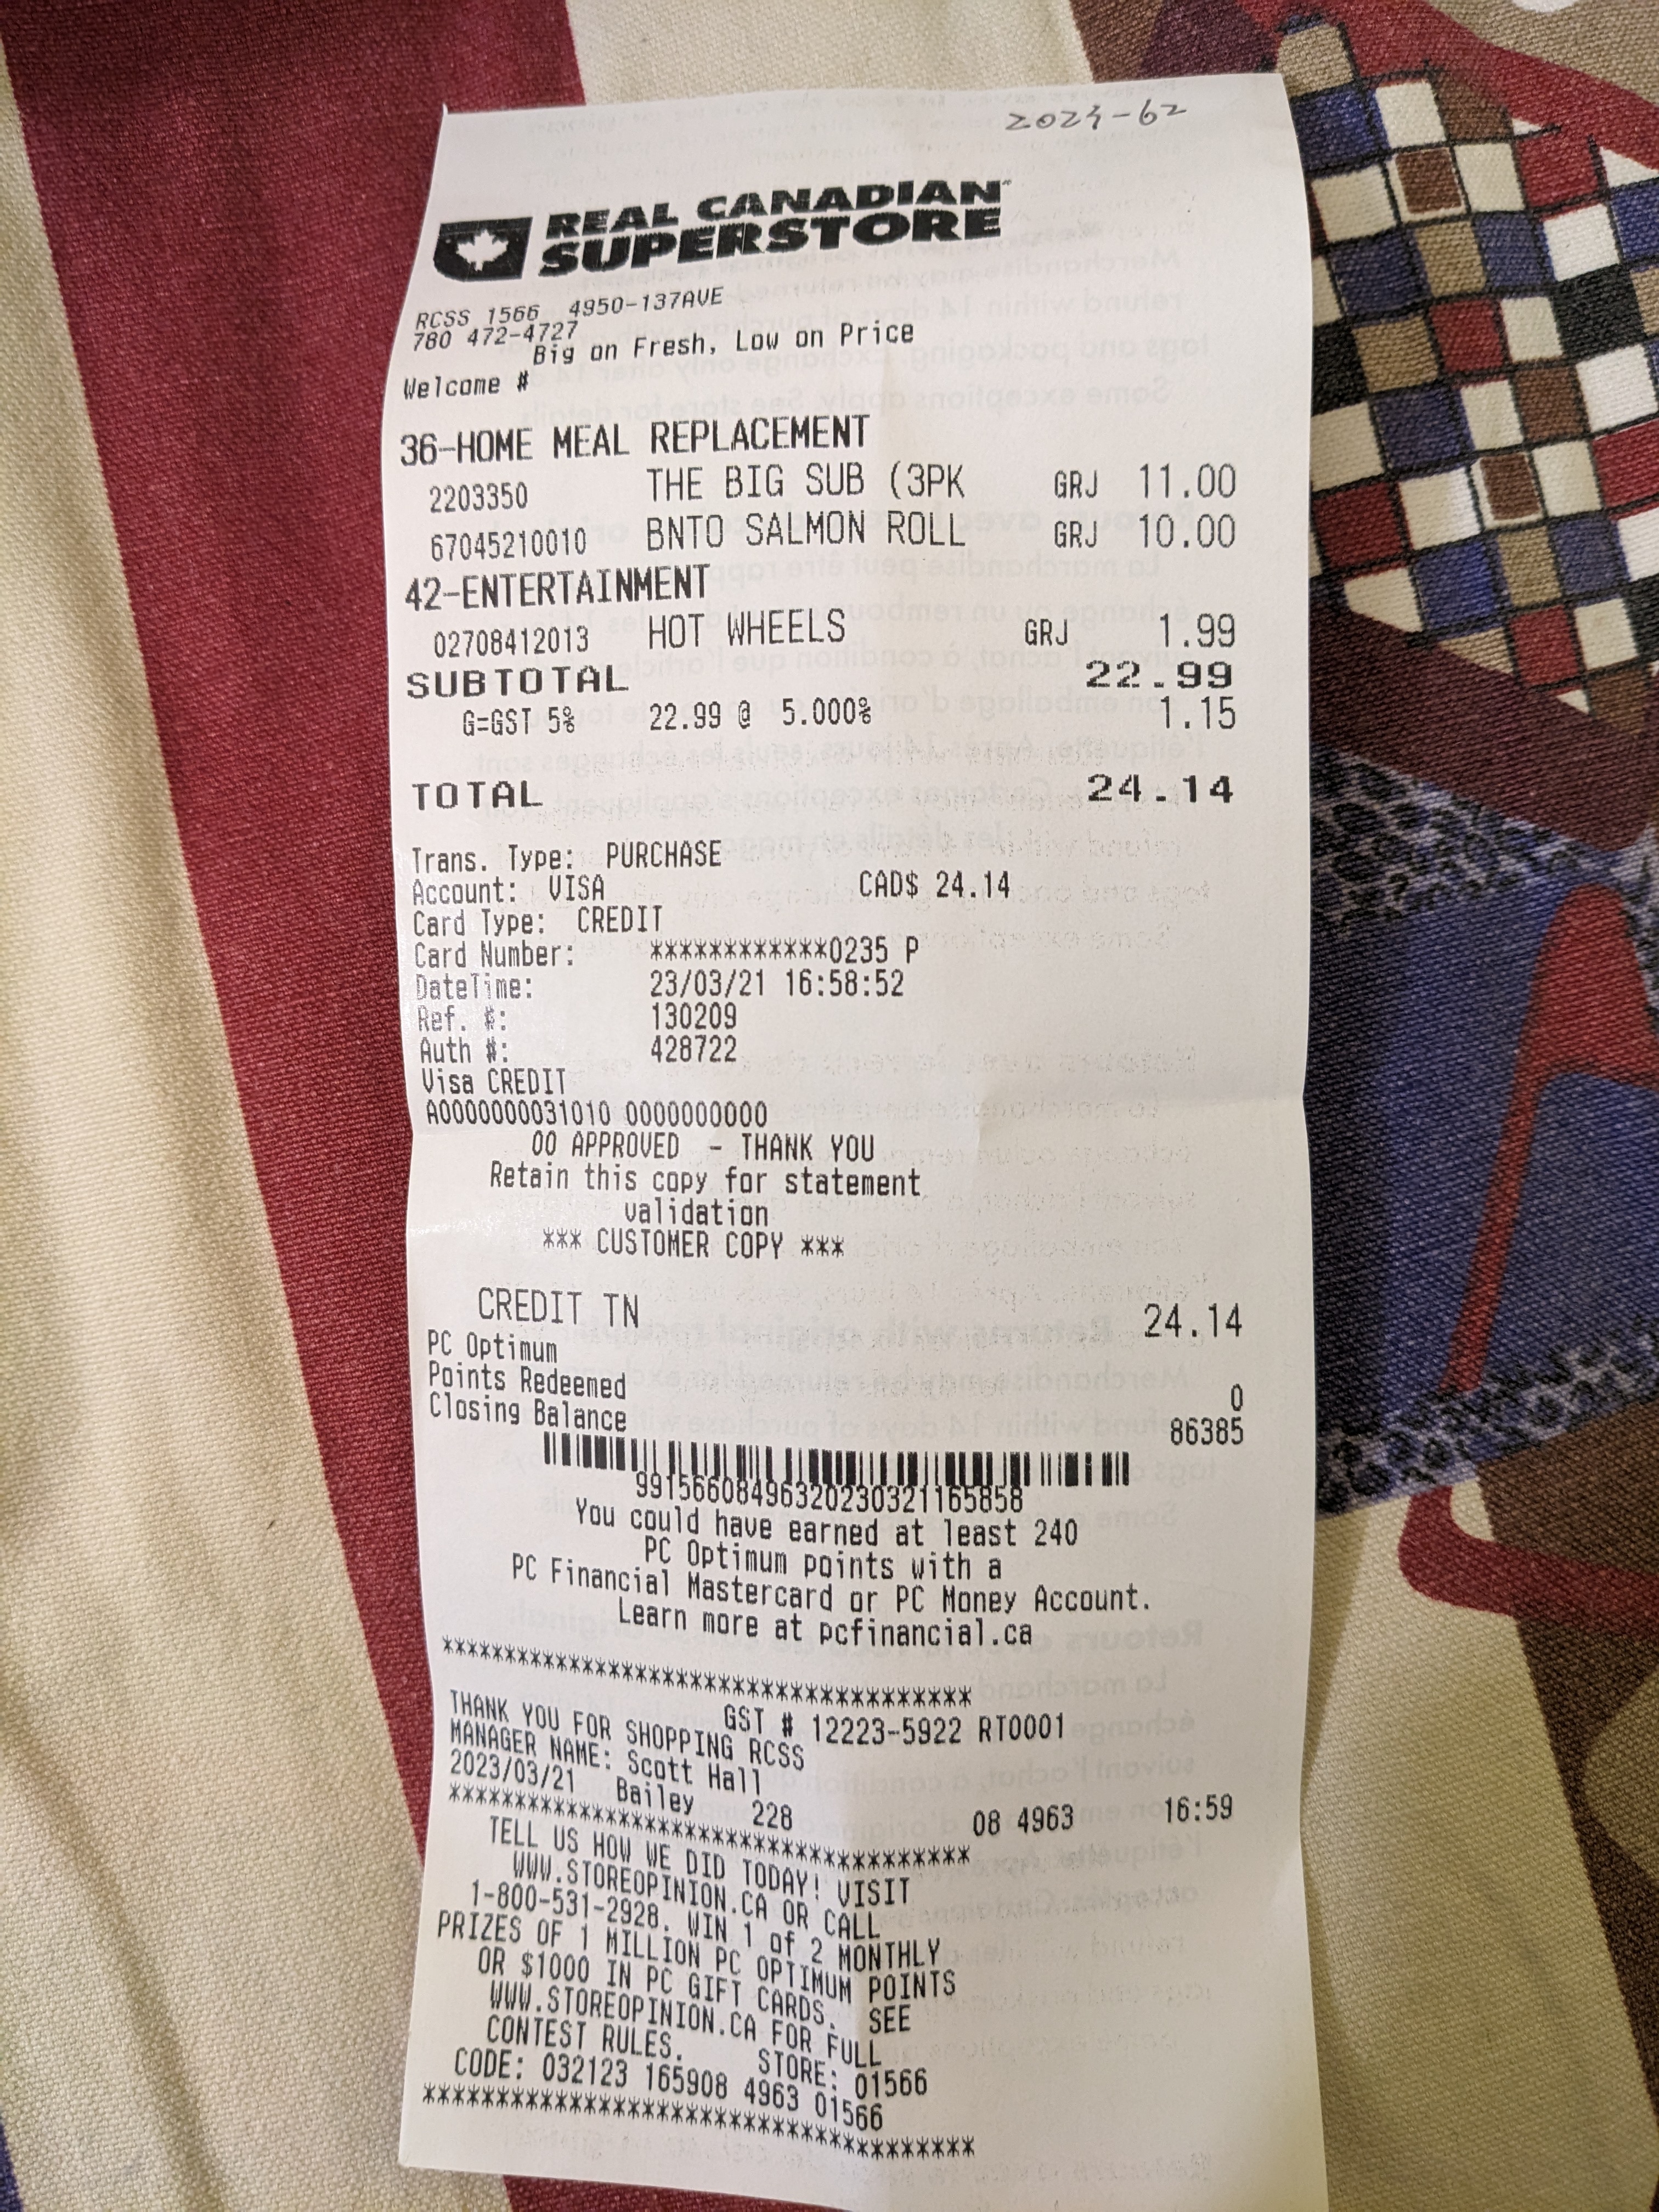 REAL CANADIAN
SUPERSTORE
RCSS 1566 4950-137AVE
780 472-4727
Big on Fresh, Low on Price
Welcome #
36-HOME MEAL REPLACEMENT
2203350 THE BIG SUB (3PK GRJ 11.00
67045210010 BNTO SALMON ROLL GRJ 10.00
42-ENTERTAINMENT
02708412013 HOT WHEELS GRJ 1.99
SUBTOTAL 22.99
G=GST 5% 22.99 @ 5.000% 1.15
TOTAL 24.14
Trans. Type: PURCHASE
Account: VISA CAD$ 24.14
Card Type: CREDIT
Card Number: ************0235 P
DateTime: 23/03/21 16:58:52
Ref. #: 130209
Auth #: 428722
Visa CREDIT
A0000000031010 0000000000
00 APPROVED - THANK YOU
Retain this copy for statement
validation
*** CUSTOMER COPY ***
CREDIT TN 24.14
PC Optimum
Points Redeemed 0
Closing Balance 86385
99156608496320230321165858
You could have earned at least 240
PC Optimum points with a
PC Financial Mastercard or PC Money Account.
Learn more at pcfinancial.ca
****************************************
GST # 12223-5922 RT0001
THANK YOU FOR SHOPPING RCSS
MANAGER NAME: Scott Hall
2023/03/21 Bailey 228 08 4963 16:59
****************************************
TELL US HOW WE DID TODAY! VISIT
WWW.STOREOPINION.CA OR CALL
1-800-531-2928. WIN 1 of 2 MONTHLY
PRIZES OF 1 MILLION PC OPTIMUM POINTS
OR $1000 IN PC GIFT CARDS. SEE
WWW.STOREOPINION.CA FOR FULL
CONTEST RULES. STORE: 01566
CODE: 032123 165908 4963 01566
****************************************